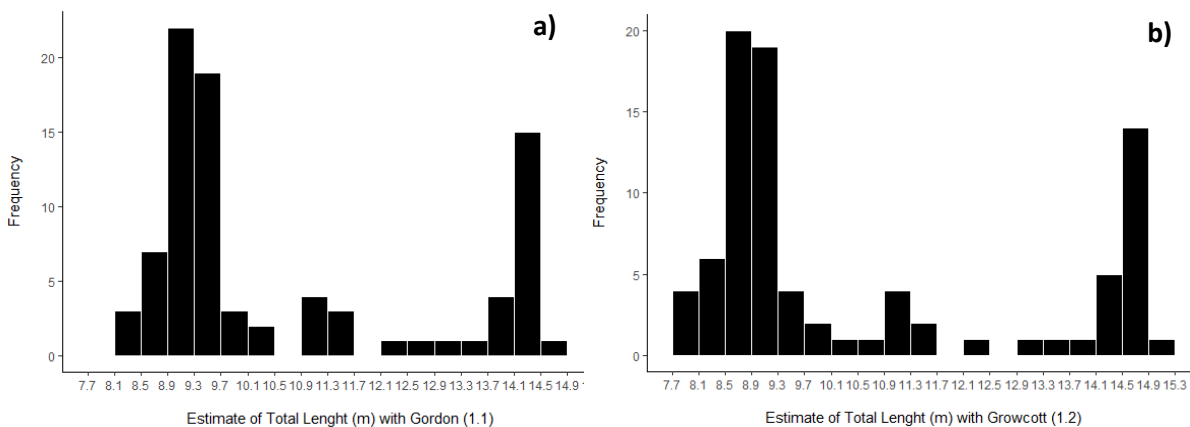 a)
20
15
10
5
0
Frequency
7.7 8.1 8.5 8.9 9.3 9.7 10.1 10.5 10.9 11.3 11.7 12.1 12.5 12.9 13.3 13.7 14.1 14.5 14.9
Estimate of Total Lenght (m) with Gordon (1.1)
b)
20
15
10
5
0
Frequency
7.7 8.1 8.5 8.9 9.3 9.7 10.1 10.5 10.9 11.3 11.7 12.1 12.5 12.9 13.3 13.7 14.1 14.5 14.9 15.3
Estimate of Total Lenght (m) with Growcott (1.2)